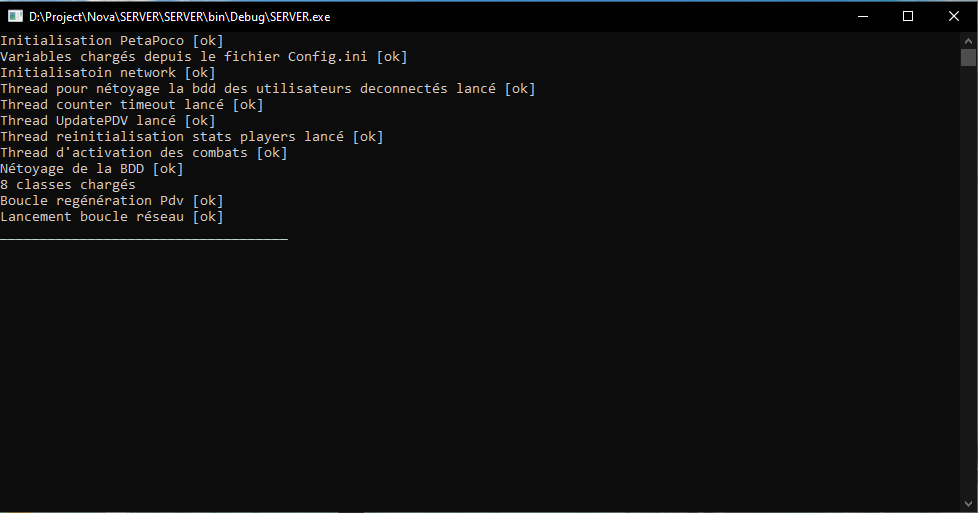 D:\Project\Nova\SERVER\SERVER\bin\Debug\SERVER.exe
Initialisation PetaPoco [ok]
Variables chargés depuis le fichier Config.ini [ok]
Initialisatoin network [ok]
Thread pour nétoyage la bdd des utilisateurs deconnectés lancé [ok]
Thread counter timeout lancé [ok]
Thread UpdatePDV lancé [ok]
Thread reinitialisation stats players lancé [ok]
Thread d'activation des combats [ok]
Nétoyage de la BDD [ok]
8 classes chargés
Boucle regénération Pdv [ok]
Lancement boucle réseau [ok]
____________________________________